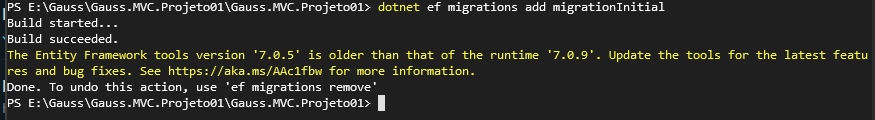 PS E:\Gauss\Gauss.MVC.Projeto01\Gauss.MVC.Projeto01> dotnet ef migrations add migrationInitial
Build started...
Build succeeded.
The Entity Framework tools version '7.0.5' is older than that of the runtime '7.0.9'. Update the tools for the latest featu
res and bug fixes. See https://aka.ms/AAc1fbw for more information.
Done. To undo this action, use 'ef migrations remove'
PS E:\Gauss\Gauss.MVC.Projeto01\Gauss.MVC.Projeto01>